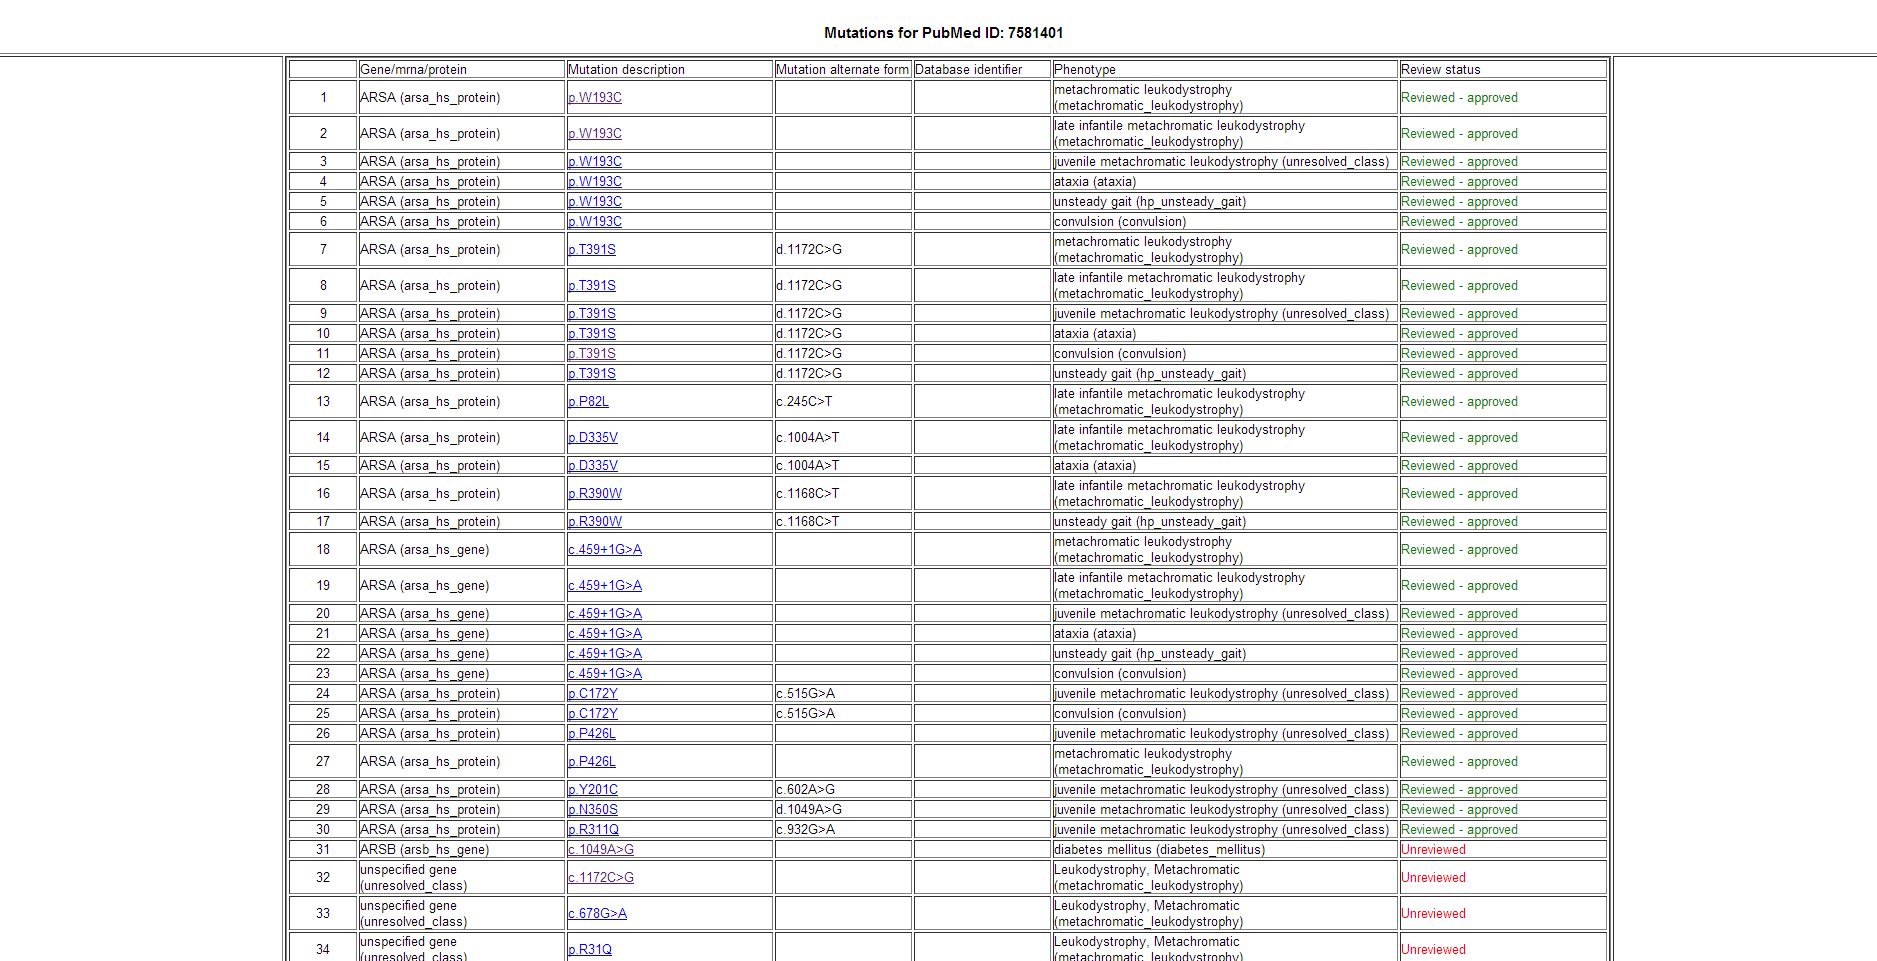 Mutations for PubMed ID: 7581401
Gene/mrna/protein Mutation description Mutation alternate form Database identifier Phenotype Review status
1 ARSA (arsa_hs_protein) p.W193C metachromatic leukodystrophy (metachromatic_leukodystrophy) Reviewed - approved
2 ARSA (arsa_hs_protein) p.W193C late infantile metachromatic leukodystrophy (metachromatic_leukodystrophy) Reviewed - approved
3 ARSA (arsa_hs_protein) p.W193C juvenile metachromatic leukodystrophy (unresolved_class) Reviewed - approved
4 ARSA (arsa_hs_protein) p.W193C ataxia (ataxia) Reviewed - approved
5 ARSA (arsa_hs_protein) p.W193C unsteady gait (hp_unsteady_gait) Reviewed - approved
6 ARSA (arsa_hs_protein) p.W193C convulsion (convulsion) Reviewed - approved
7 ARSA (arsa_hs_protein) p.T391S d.1172C>G metachromatic leukodystrophy (metachromatic_leukodystrophy) Reviewed - approved
8 ARSA (arsa_hs_protein) p.T391S d.1172C>G late infantile metachromatic leukodystrophy (metachromatic_leukodystrophy) Reviewed - approved
9 ARSA (arsa_hs_protein) p.T391S d.1172C>G juvenile metachromatic leukodystrophy (unresolved_class) Reviewed - approved
10 ARSA (arsa_hs_protein) p.T391S d.1172C>G ataxia (ataxia) Reviewed - approved
11 ARSA (arsa_hs_protein) p.T391S d.1172C>G convulsion (convulsion) Reviewed - approved
12 ARSA (arsa_hs_protein) p.T391S d.1172C>G unsteady gait (hp_unsteady_gait) Reviewed - approved
13 ARSA (arsa_hs_protein) p.P82L c.245C>T late infantile metachromatic leukodystrophy (metachromatic_leukodystrophy) Reviewed - approved
14 ARSA (arsa_hs_protein) p.D335V c.1004A>T late infantile metachromatic leukodystrophy (metachromatic_leukodystrophy) Reviewed - approved
15 ARSA (arsa_hs_protein) p.D335V c.1004A>T ataxia (ataxia) Reviewed - approved
16 ARSA (arsa_hs_protein) p.R390W c.1168C>T late infantile metachromatic leukodystrophy (metachromatic_leukodystrophy) Reviewed - approved
17 ARSA (arsa_hs_protein) p.R390W c.1168C>T unsteady gait (hp_unsteady_gait) Reviewed - approved
18 ARSA (arsa_hs_gene) c.459+1G>A metachromatic leukodystrophy (metachromatic_leukodystrophy) Reviewed - approved
19 ARSA (arsa_hs_gene) c.459+1G>A late infantile metachromatic leukodystrophy (metachromatic_leukodystrophy) Reviewed - approved
20 ARSA (arsa_hs_gene) c.459+1G>A juvenile metachromatic leukodystrophy (unresolved_class) Reviewed - approved
21 ARSA (arsa_hs_gene) c.459+1G>A ataxia (ataxia) Reviewed - approved
22 ARSA (arsa_hs_gene) c.459+1G>A unsteady gait (hp_unsteady_gait) Reviewed - approved
23 ARSA (arsa_hs_gene) c.459+1G>A convulsion (convulsion) Reviewed - approved
24 ARSA (arsa_hs_protein) p.C172Y c.515G>A juvenile metachromatic leukodystrophy (unresolved_class) Reviewed - approved
25 ARSA (arsa_hs_protein) p.C172Y c.515G>A convulsion (convulsion) Reviewed - approved
26 ARSA (arsa_hs_protein) p.P426L juvenile metachromatic leukodystrophy (unresolved_class) Reviewed - approved
27 ARSA (arsa_hs_protein) p.P426L metachromatic leukodystrophy (metachromatic_leukodystrophy) Reviewed - approved
28 ARSA (arsa_hs_protein) p.Y201C c.602A>G juvenile metachromatic leukodystrophy (unresolved_class) Reviewed - approved
29 ARSA (arsa_hs_protein) p.N350S d.1049A>G juvenile metachromatic leukodystrophy (unresolved_class) Reviewed - approved
30 ARSA (arsa_hs_protein) p.R311Q c.932G>A juvenile metachromatic leukodystrophy (unresolved_class) Reviewed - approved
31 ARSB (arsb_hs_gene) c.1049A>G diabetes mellitus (diabetes_mellitus) Unreviewed
32 unspecified gene (unresolved_class) c.1172C>G Leukodystrophy, Metachromatic (metachromatic_leukodystrophy) Unreviewed
33 unspecified gene (unresolved_class) c.678G>A Leukodystrophy, Metachromatic (metachromatic_leukodystrophy) Unreviewed
34 unspecified gene (unresolved_class) p.R31Q Leukodystrophy, Metachromatic (metachromatic_leukodystrophy) Unreviewed